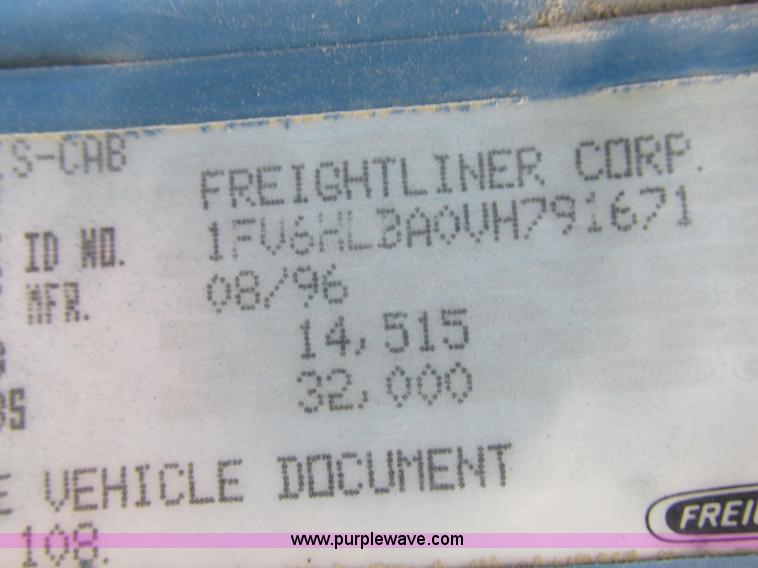 S-CAB FREIGHTLINER CORP.
ID NO. 1FV6HLBA0VH791671
MFR. 08/96
14,515
32,000
E VEHICLE DOCUMENT
108.
FREI
www.purplewave.com